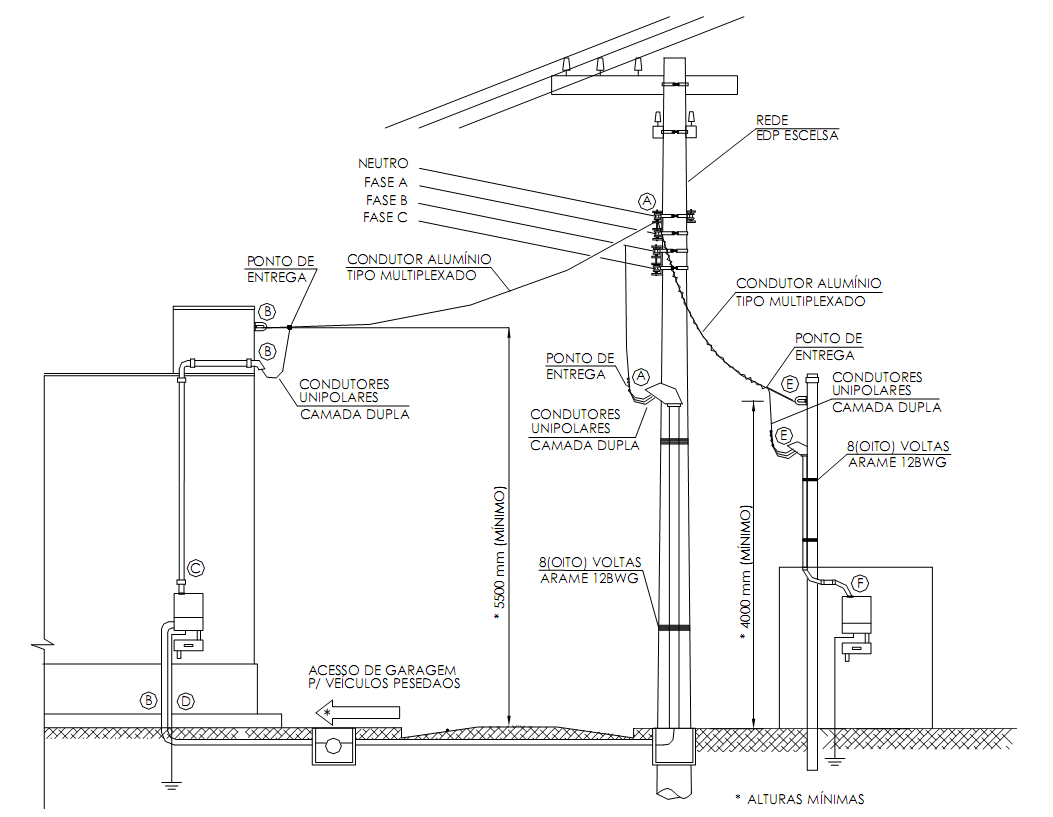 REDE
EDP ESCELSA
NEUTRO
FASE A
FASE B
FASE C
A
PONTO DE
ENTREGA
CONDUTOR ALUMÍNIO
TIPO MULTIPLEXADO
CONDUTOR ALUMÍNIO
TIPO MULTIPLEXADO
B
B
PONTO DE
ENTREGA
PONTO DE
ENTREGA
A
E
CONDUTORES
UNIPOLARES
CAMADA DUPLA
CONDUTORES
UNIPOLARES
CAMADA DUPLA
CONDUTORES
UNIPOLARES
CAMADA DUPLA
E
8(OITO) VOLTAS
ARAME 12BWG
* 5500 mm (MÍNIMO)
* 4000 mm (MÍNIMO)
8(OITO) VOLTAS
ARAME 12BWG
C
F
ACESSO DE GARAGEM
P/ VEÍCULOS PESEDAOS
B
D
*
* ALTURAS MÍNIMAS